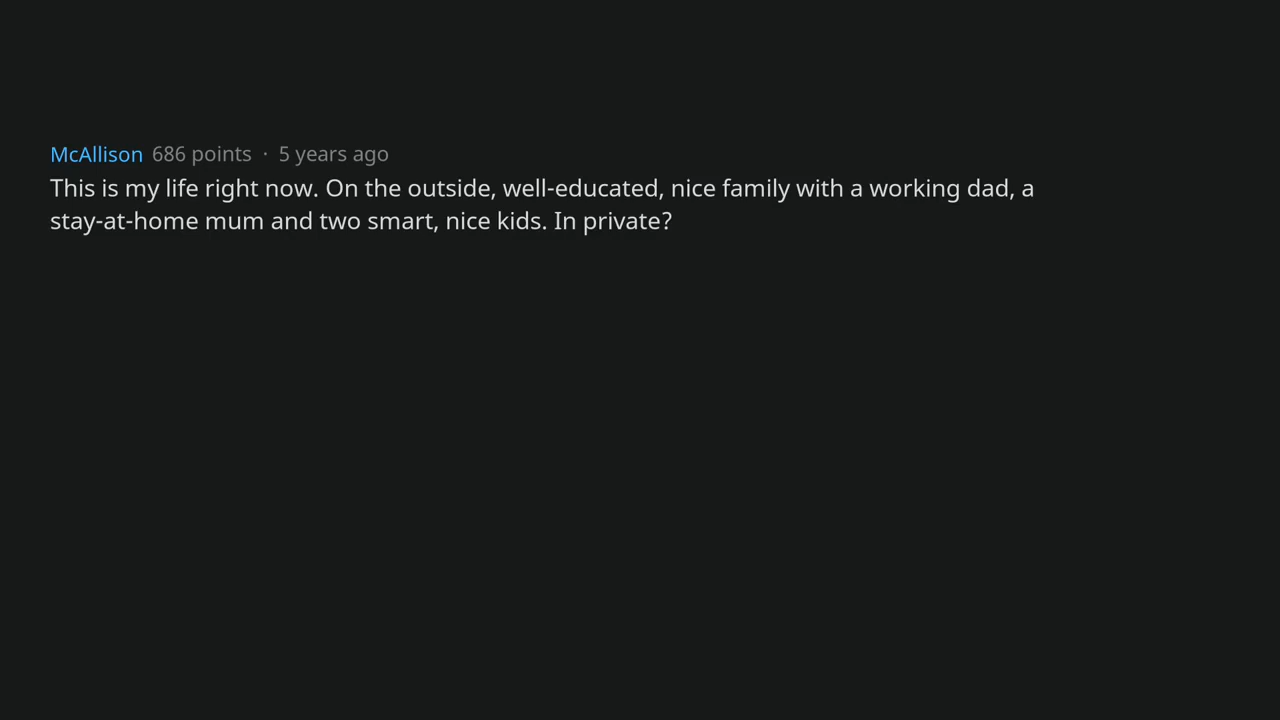 McAllison 686 points · 5 years ago
This is my life right now. On the outside, well-educated, nice family with a working dad, a
stay-at-home mum and two smart, nice kids. In private?